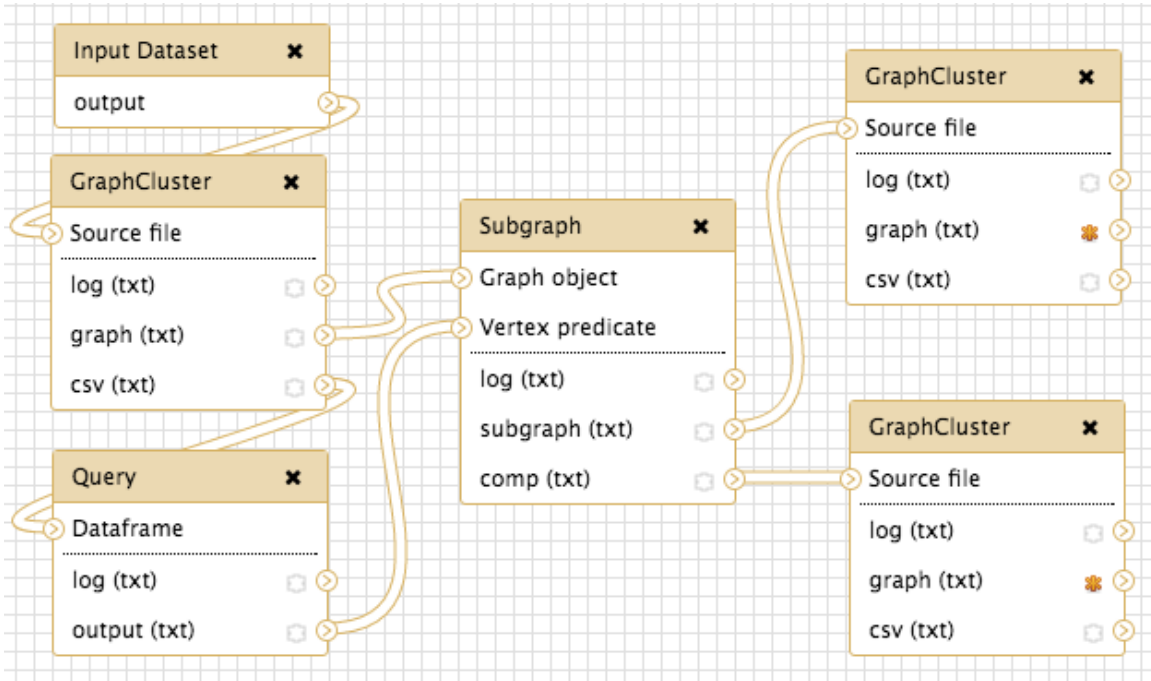 Input Dataset
output
GraphCluster
Source file
log (txt)
graph (txt)
csv (txt)
Query
Dataframe
log (txt)
output (txt)
Subgraph
Graph object
Vertex predicate
log (txt)
subgraph (txt)
comp (txt)
GraphCluster
Source file
log (txt)
graph (txt)
csv (txt)
GraphCluster
Source file
log (txt)
graph (txt)
csv (txt)